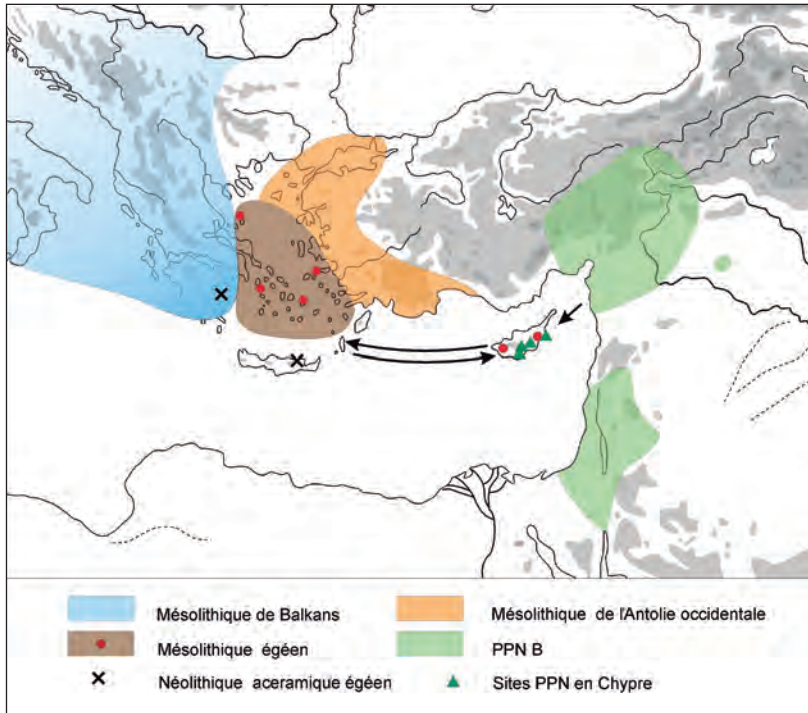 Mésolithique de Balkans
Mésolithique de l'Antolie occidentale
Mésolithique égéen
PPN B
Néolithique aceramique égéen
Sites PPN en Chypre